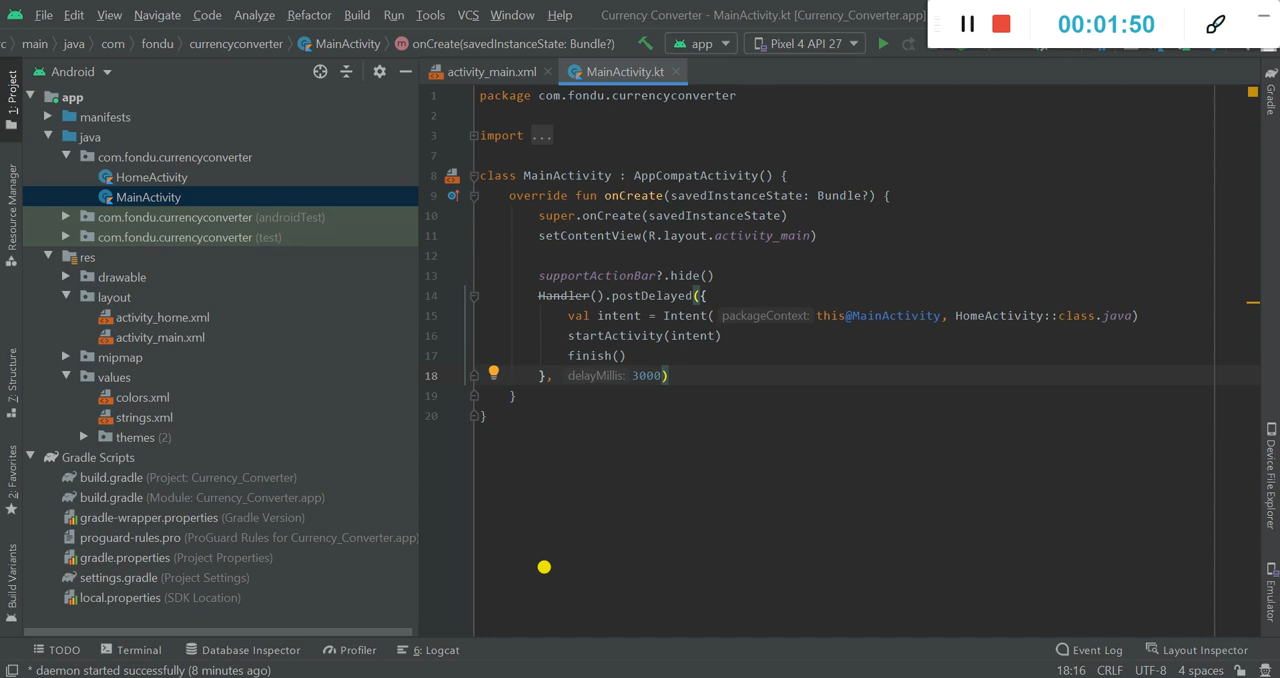 File Edit View Navigate Code Analyze Refactor Build Run Tools VCS Window Help Currency Converter - MainActivity.kt [Currency_Converter.app]
00:01:50
main java com fondu currencyconverter MainActivity onCreate(savedInstanceState: Bundle?) app Pixel 4 API 27
Android
activity_main.xml MainActivity.kt
1: Project
Resource Manager
7: Structure
2: Favorites
Build Variants
app
manifests
java
com.fondu.currencyconverter
HomeActivity
MainActivity
com.fondu.currencyconverter (androidTest)
com.fondu.currencyconverter (test)
res
drawable
layout
activity_home.xml
activity_main.xml
mipmap
values
colors.xml
strings.xml
themes (2)
Gradle Scripts
build.gradle (Project: Currency_Converter)
build.gradle (Module: Currency_Converter.app)
gradle-wrapper.properties (Gradle Version)
proguard-rules.pro (ProGuard Rules for Currency_Converter.app)
gradle.properties (Project Properties)
settings.gradle (Project Settings)
local.properties (SDK Location)
1 package com.fondu.currencyconverter
2
3 import ...
7
8 class MainActivity : AppCompatActivity() {
9 override fun onCreate(savedInstanceState: Bundle?) {
10 super.onCreate(savedInstanceState)
11 setContentView(R.layout.activity_main)
12
13 supportActionBar?.hide()
14 Handler().postDelayed({
15 val intent = Intent( packageContext: this@MainActivity, HomeActivity::class.java)
16 startActivity(intent)
17 finish()
18 }, delayMillis: 3000)
19 }
20 }
Gradle
Device File Explorer
Emulator
TODO Terminal Database Inspector Profiler 6: Logcat Event Log Layout Inspector
* daemon started successfully (8 minutes ago) 18:16 CRLF UTF-8 4 spaces